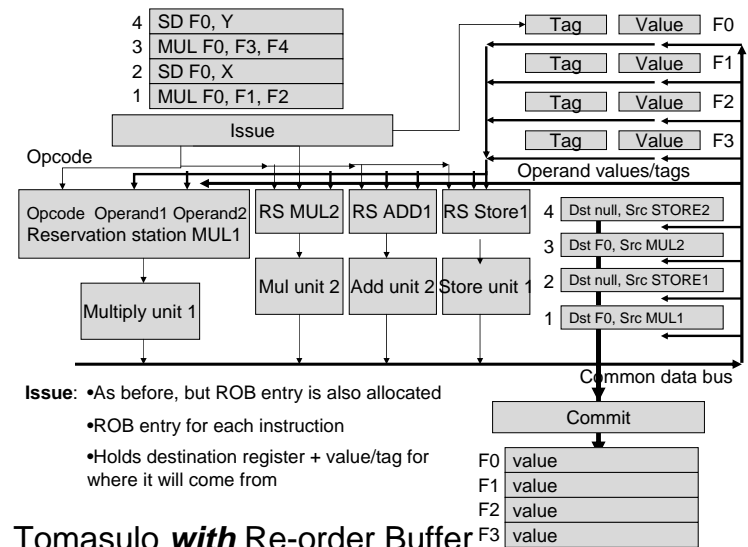 4 SD F0, Y
3 MUL F0, F3, F4
2 SD F0, X
1 MUL F0, F1, F2
Issue
Tag Value F0
Tag Value F1
Tag Value F2
Tag Value F3
Opcode
Operand values/tags
Opcode Operand1 Operand2
Reservation station MUL1
RS MUL2
RS ADD1
RS Store1
4 Dst null, Src STORE2
3 Dst F0, Src MUL2
2 Dst null, Src STORE1
1 Dst F0, Src MUL1
Multiply unit 1
Mul unit 2
Add unit 2
Store unit 1
Common data bus
Issue: •As before, but ROB entry is also allocated
•ROB entry for each instruction
•Holds destination register + value/tag for
where it will come from
Commit
F0 value
F1 value
F2 value
F3 value
Tomasulo with Re-order Buffer